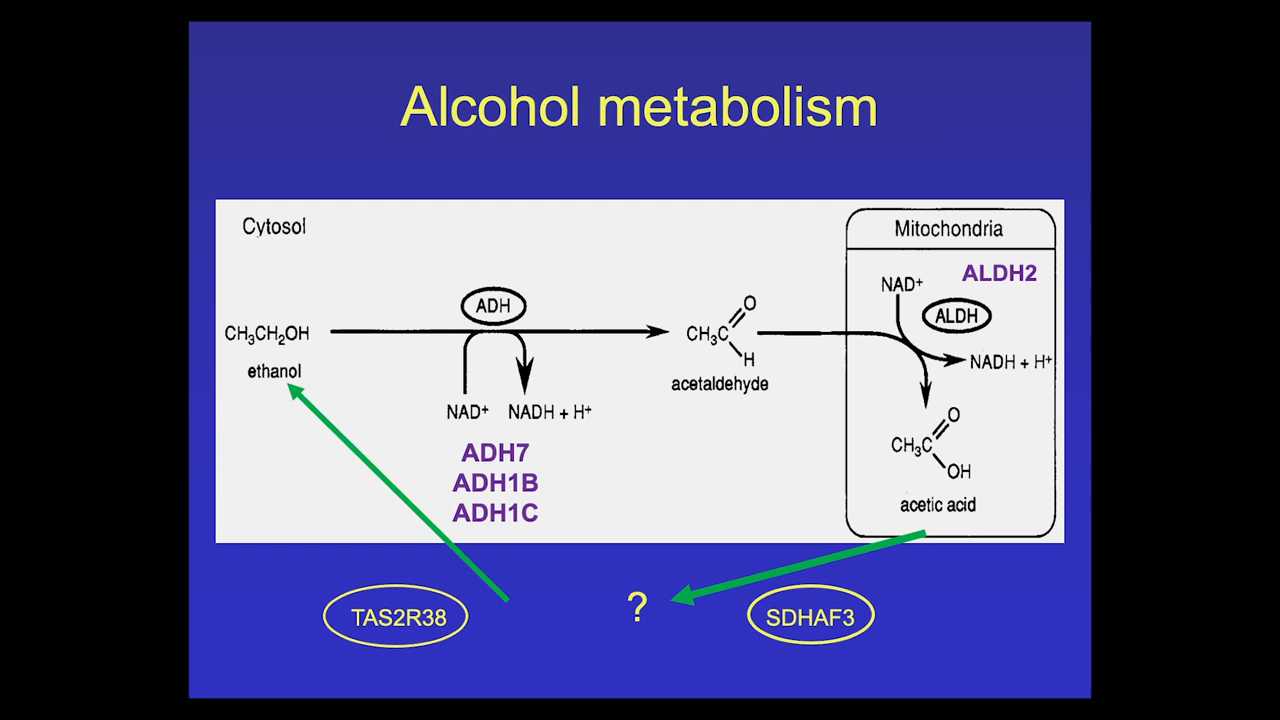 Alcohol metabolism
Cytosol
Mitochondria
ALDH2
NAD⁺
ADH
ALDH
CH₃CH₂OH
ethanol
CH₃C
O
H
acetaldehyde
NADH + H⁺
NAD⁺
NADH + H⁺
CH₃C
O
OH
acetic acid
ADH7
ADH1B
ADH1C
TAS2R38
?
SDHAF3